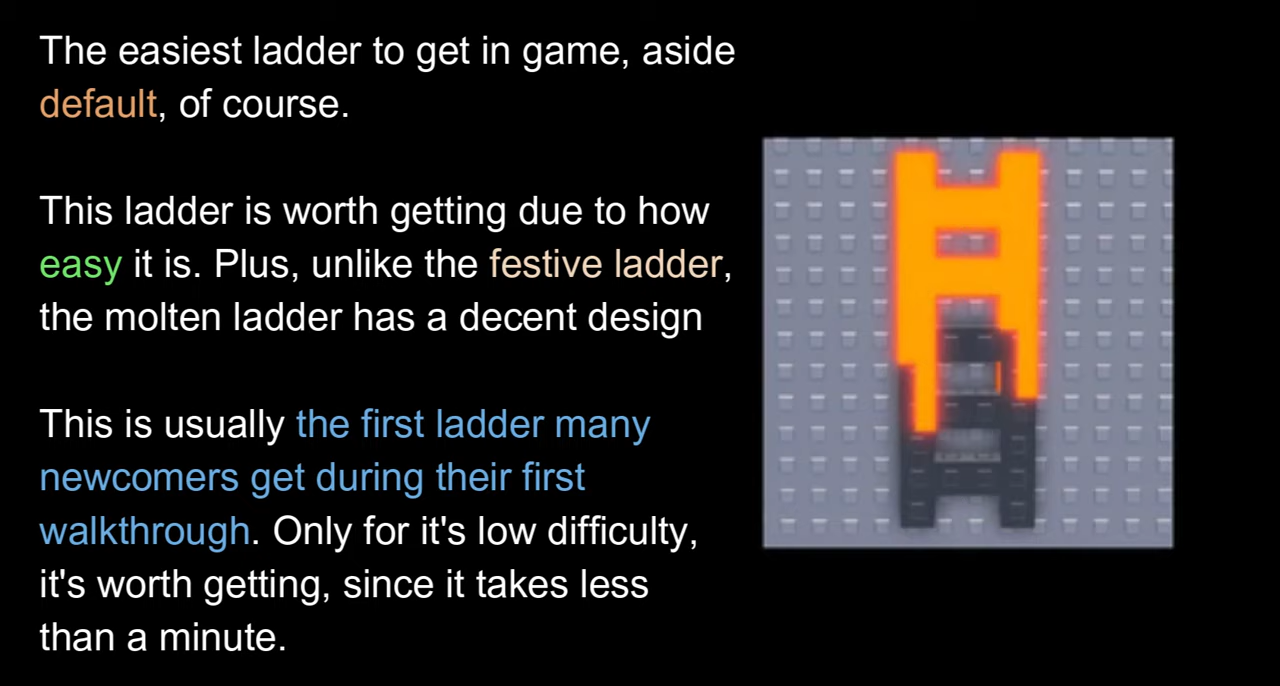 The easiest ladder to get in game, aside
default, of course.
This ladder is worth getting due to how
easy it is. Plus, unlike the festive ladder,
the molten ladder has a decent design
This is usually the first ladder many
newcomers get during their first
walkthrough. Only for it's low difficulty,
it's worth getting, since it takes less
than a minute.